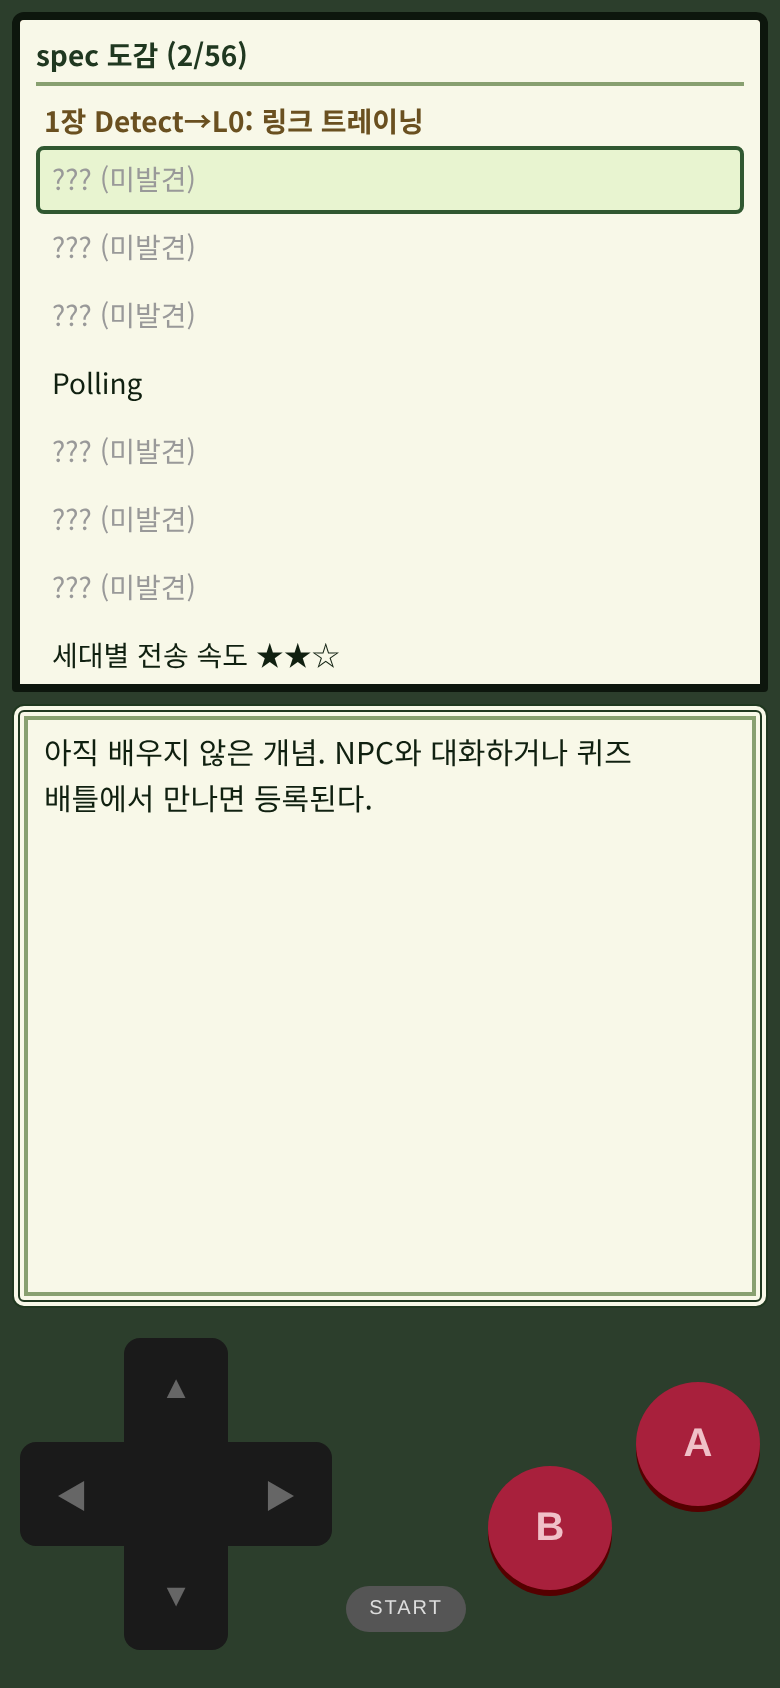 spec 도감 (2/56)
1장 Detect→L0: 링크 트레이닝
??? (미발견)
??? (미발견)
??? (미발견)
Polling
??? (미발견)
??? (미발견)
??? (미발견)
세대별 전송 속도 ★★☆
아직 배우지 않은 개념. NPC와 대화하거나 퀴즈
배틀에서 만나면 등록된다.
▲
◀ ▶
▼
A
B
START